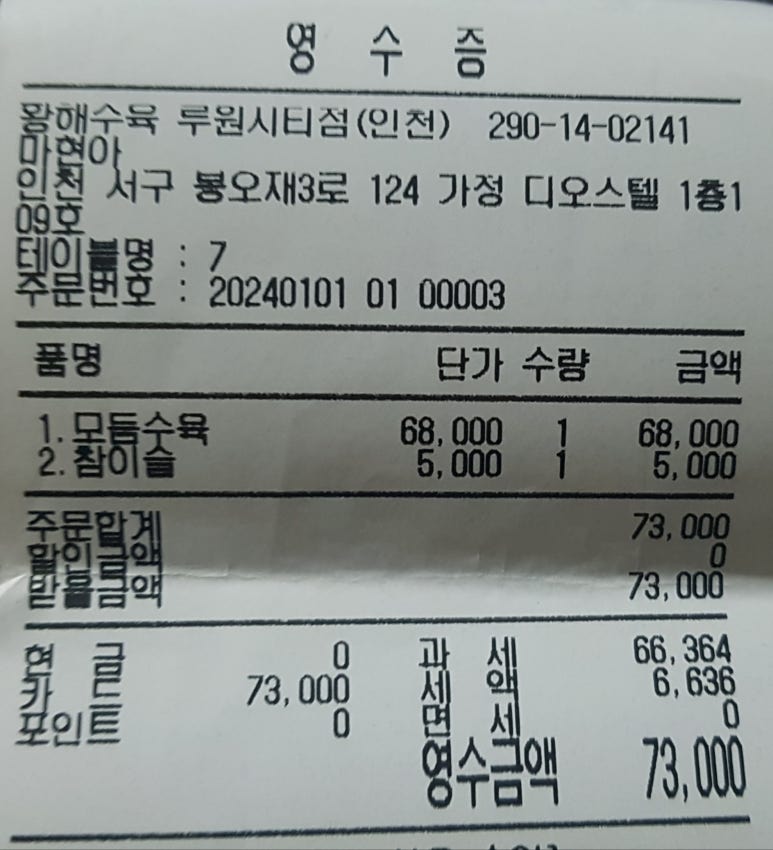 영 수 증
황해수육 루원시티점(인천) 290-14-02141
마현아
인천 서구 봉오재3로 124 가정 디오스텔 1층1
09호
테이블명 : 7
주문번호 : 20240101 01 00003
품명 단가 수량 금액
1. 모듬수육 68,000 1 68,000
2. 참이슬 5,000 1 5,000
주문합계 73,000
할인금액 0
받을금액 73,000
현 금 0 과 세 66,364
카 드 73,000 세 액 6,636
포인트 0 면 세 0
영수금액 73,000